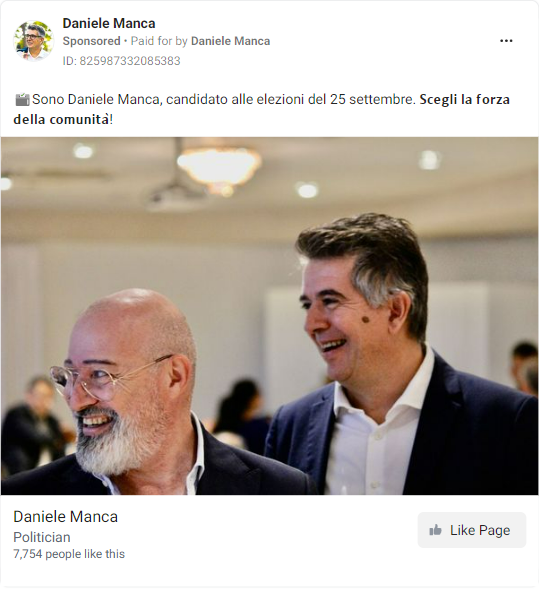 Daniele Manca
Sponsored • Paid for by Daniele Manca
ID: 825987332085383
🎬Sono Daniele Manca, candidato alle elezioni del 25 settembre. Scegli la forza
della comunità!
Daniele Manca
Politician
7,754 people like this
Like Page